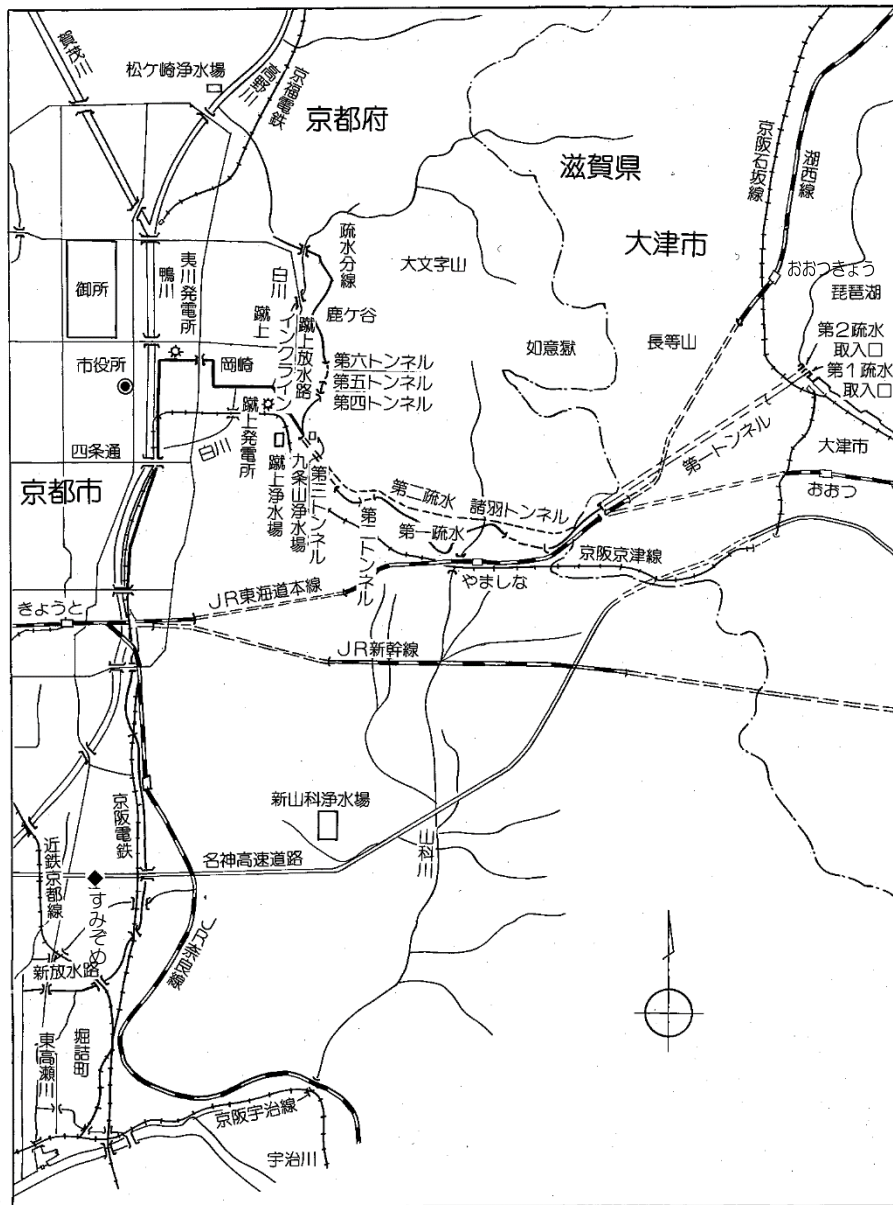 賀茂川
松ケ崎浄水場
高野川
京福電鉄
京都府
滋賀県
大津市
京阪石坂線
湖西線
おおつきょう
琵琶湖
第2疏水
取入口
第1疏水
取入口
大津市
おおつ
長等山
如意獄
大文字山
疏水分線
鹿ケ谷
白川
蹴上
インクライン
蹴上放水路
夷川発電所
鴨川
御所
市役所
岡崎
第六トンネル
第五トンネル
第四トンネル
四条通
白川
蹴上発電所
蹴上浄水場
九条山浄水場
第三トンネル
第二トンネル
第二疏水
諸羽トンネル
第一疏水
第一トンネル
京都市
京阪京津線
やましな
きょうと
JR東海道本線
JR新幹線
新山科浄水場
山科川
名神高速道路
京阪電鉄
近鉄京都線
すみぞめ
JR奈良線
新放水路
堀詰町
東高瀬川
京阪宇治線
宇治川